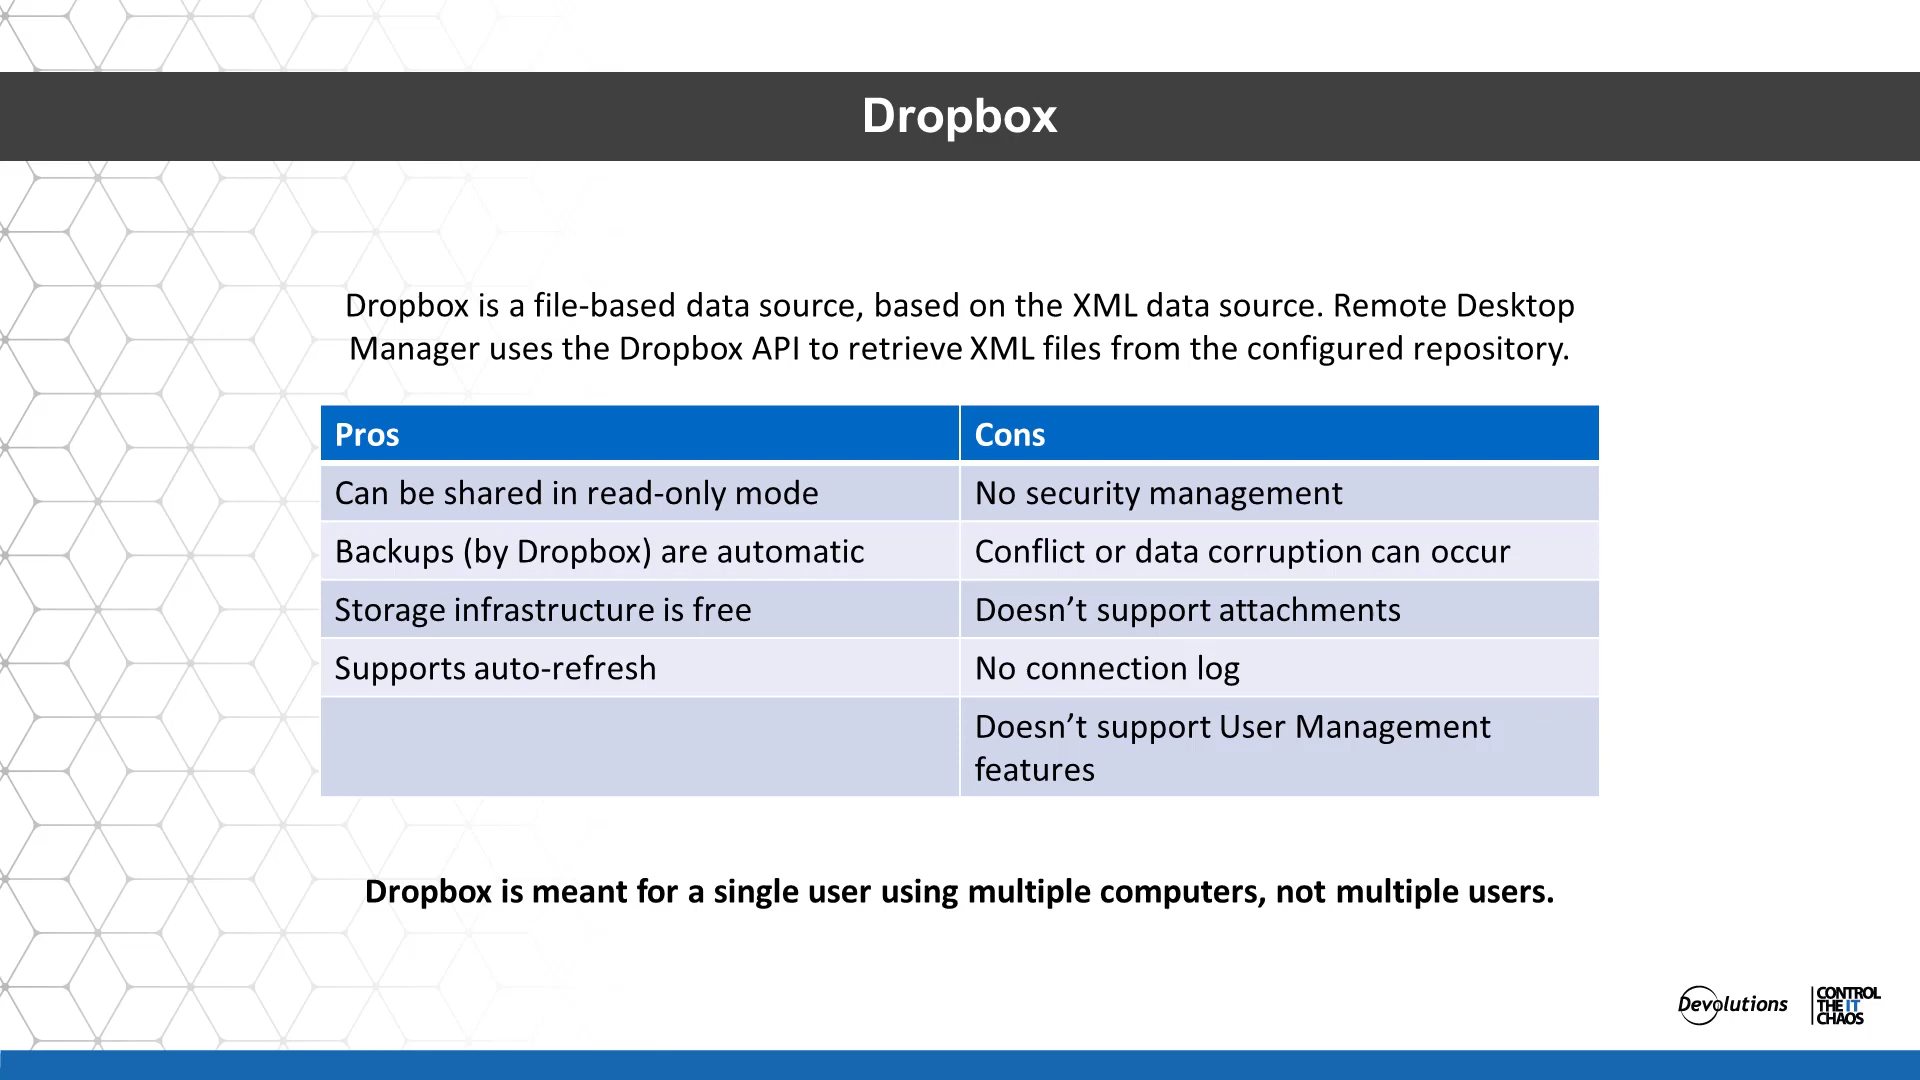 Dropbox
Dropbox is a file-based data source, based on the XML data source. Remote Desktop
Manager uses the Dropbox API to retrieve XML files from the configured repository.
Pros
Cons
Can be shared in read-only mode
No security management
Backups (by Dropbox) are automatic
Conflict or data corruption can occur
Storage infrastructure is free
Doesn’t support attachments
Supports auto-refresh
No connection log
Doesn’t support User Management
features
Dropbox is meant for a single user using multiple computers, not multiple users.
Devolutions
CONTROL
THE IT
CHAOS